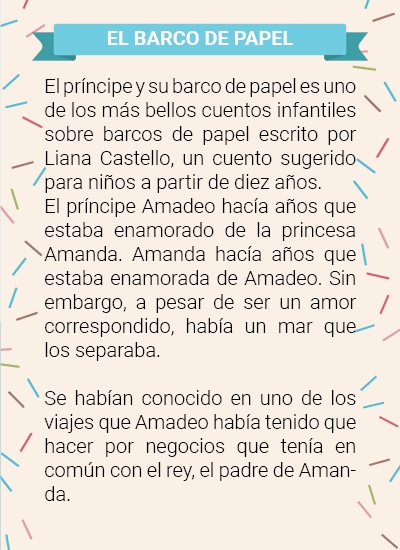 EL BARCO DE PAPEL
El príncipe y su barco de papel es uno
de los más bellos cuentos infantiles
sobre barcos de papel escrito por
Liana Castello, un cuento sugerido
para niños a partir de diez años.
El príncipe Amadeo hacía años que
estaba enamorado de la princesa
Amanda. Amanda hacía años que
estaba enamorada de Amadeo. Sin
embargo, a pesar de ser un amor
correspondido, había un mar que
los separaba.
Se habían conocido en uno de los
viajes que Amadeo había tenido que
hacer por negocios que tenía en
común con el rey, el padre de Aman-
da.